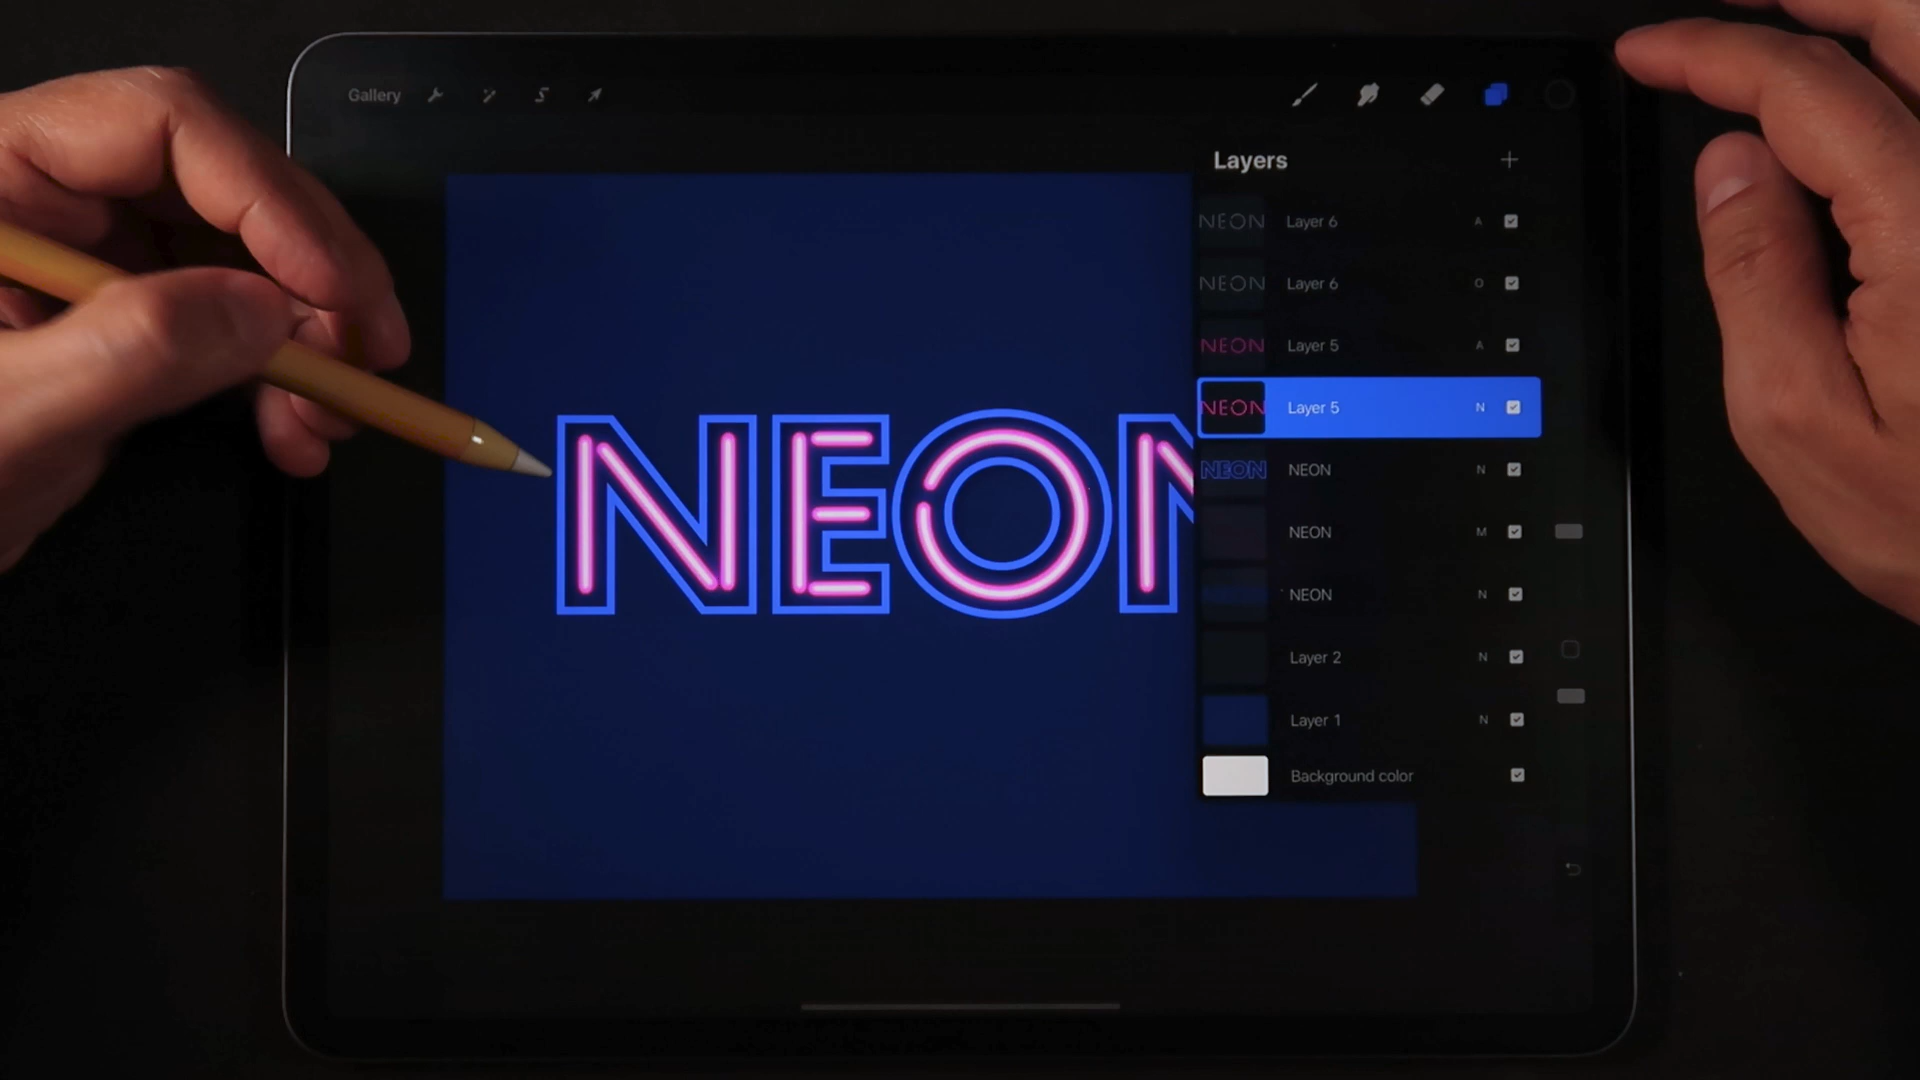 Gallery
Layers
NEON Layer 6 A
NEON Layer 6 O
NEON Layer 5 A
NEON Layer 5 N
NEON NEON N
NEON M
NEON N
Layer 2 N
Layer 1 N
Background color
NEON